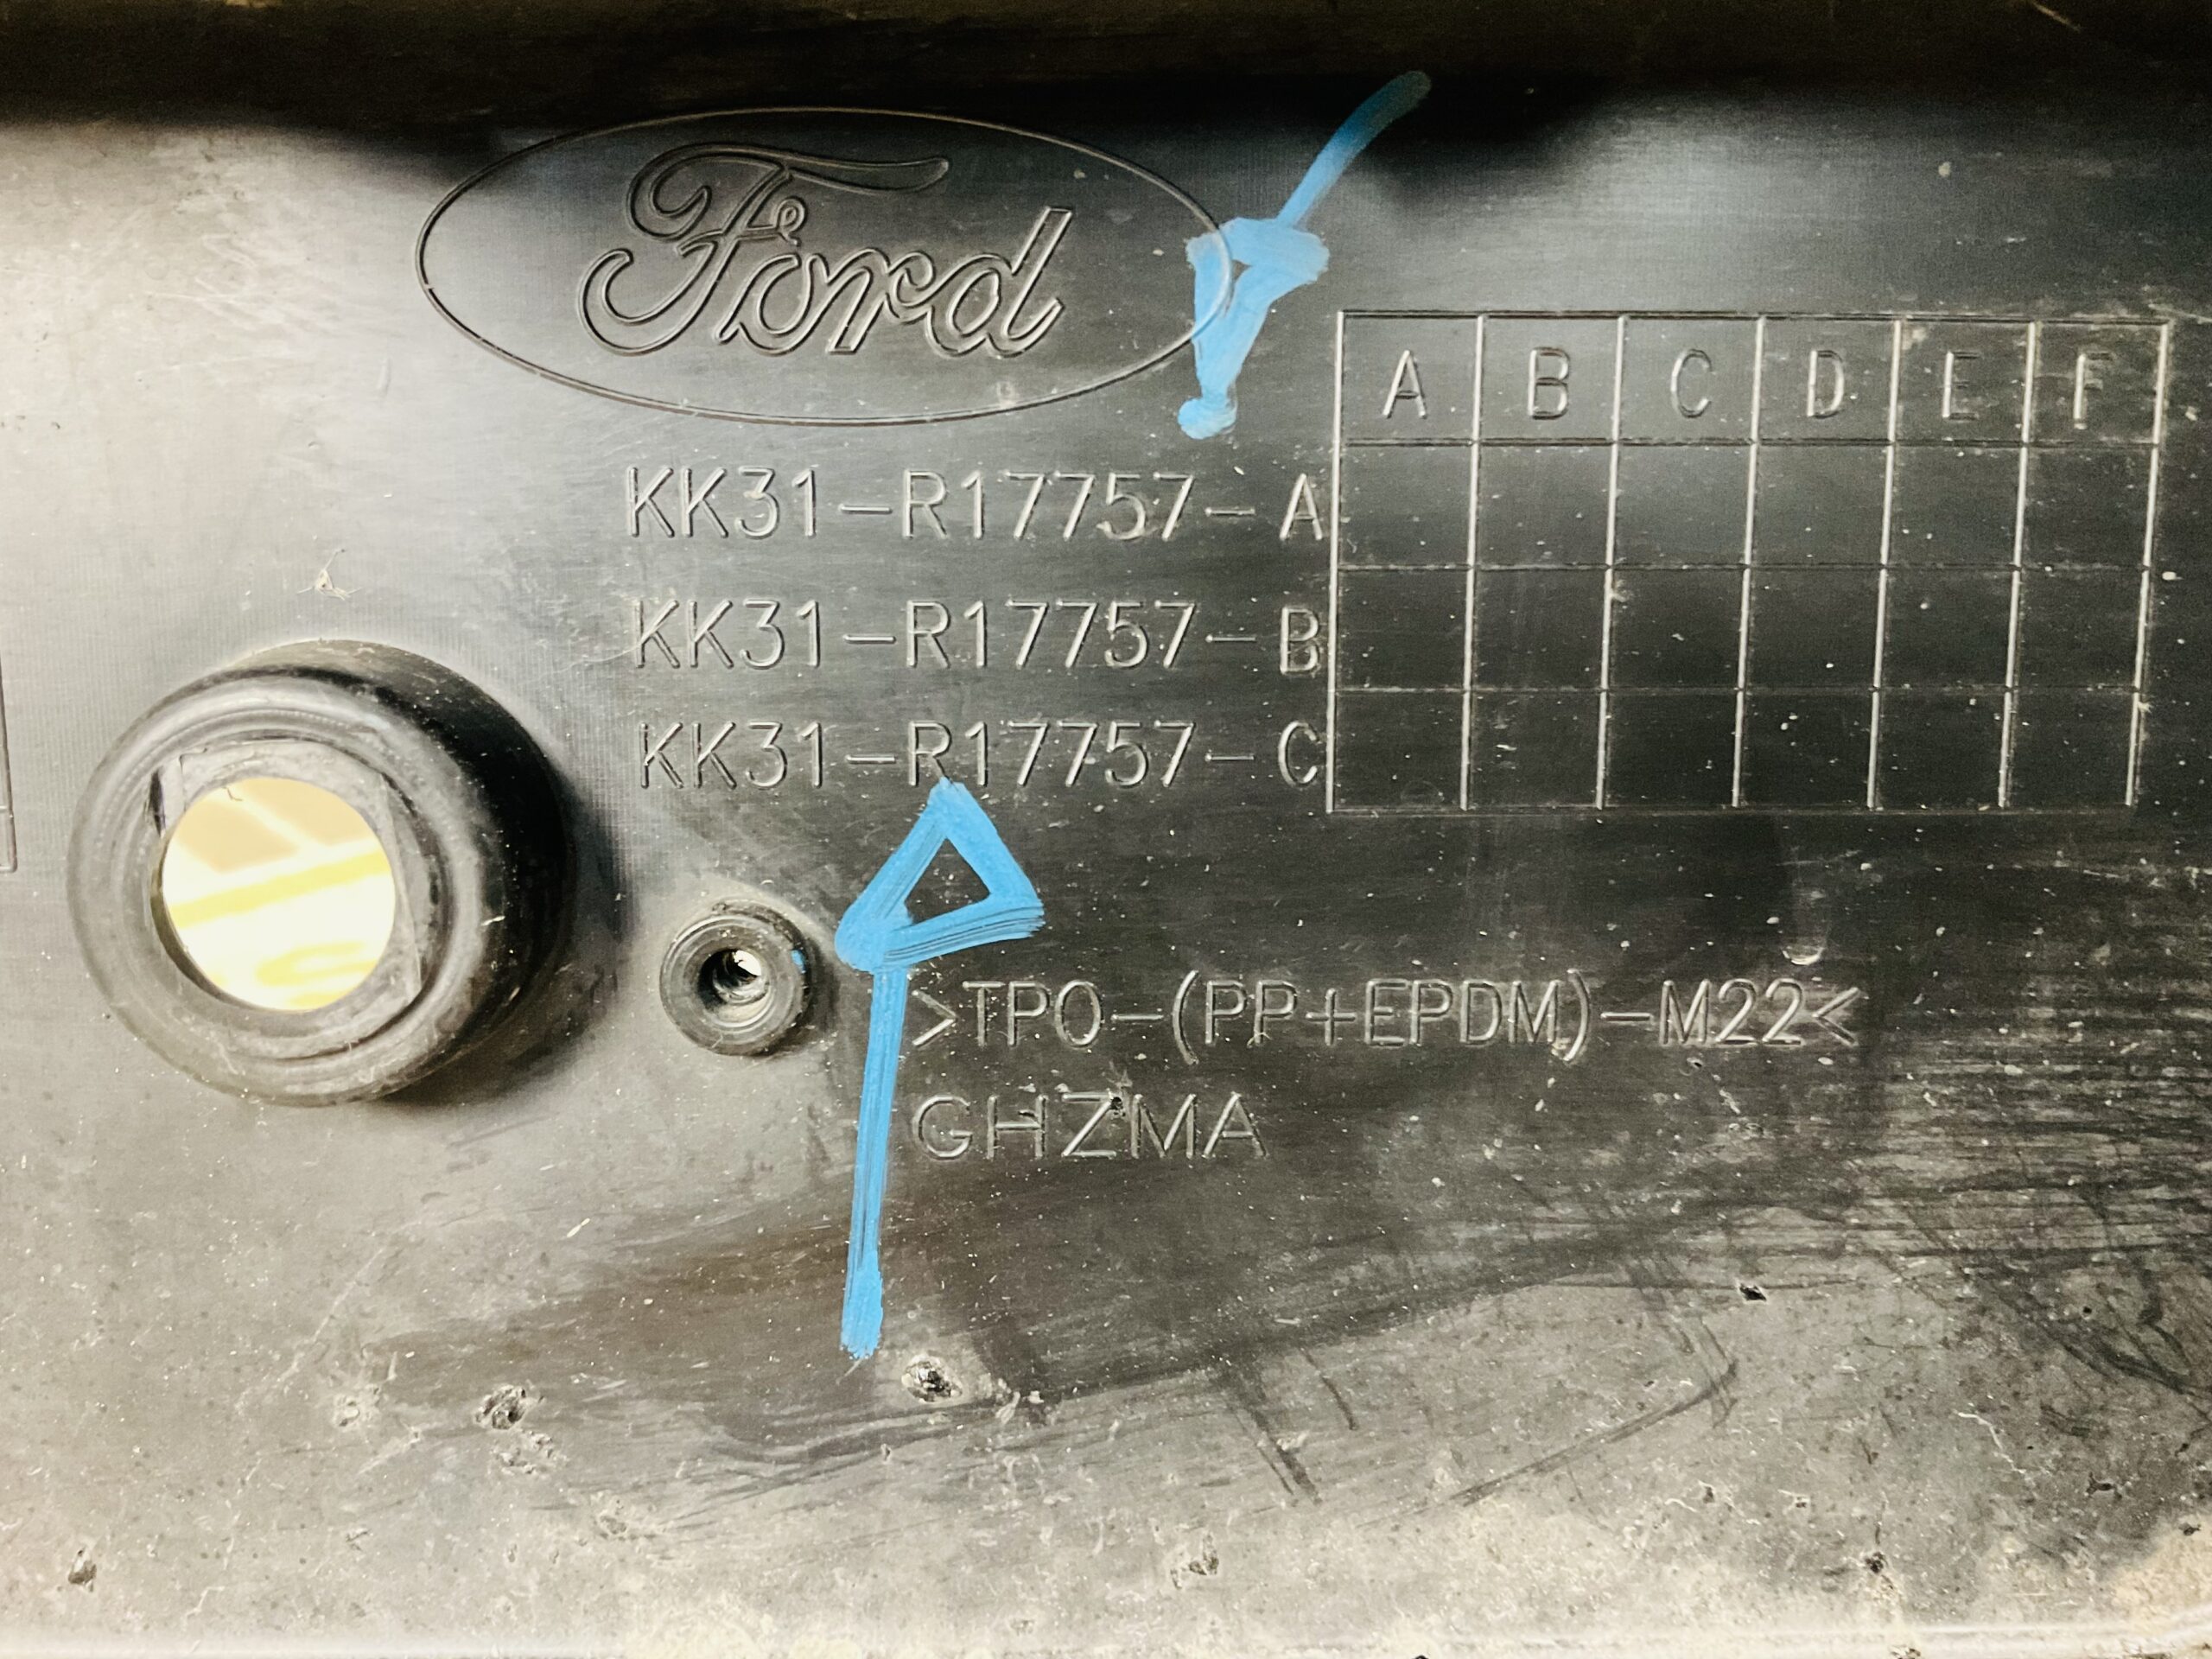 Ford
A B C D E F
KK31-R17757-A
KK31-R17757-B
KK31-R17757-C
>TPO-(PP+EPDM)-M22<
GHZMA